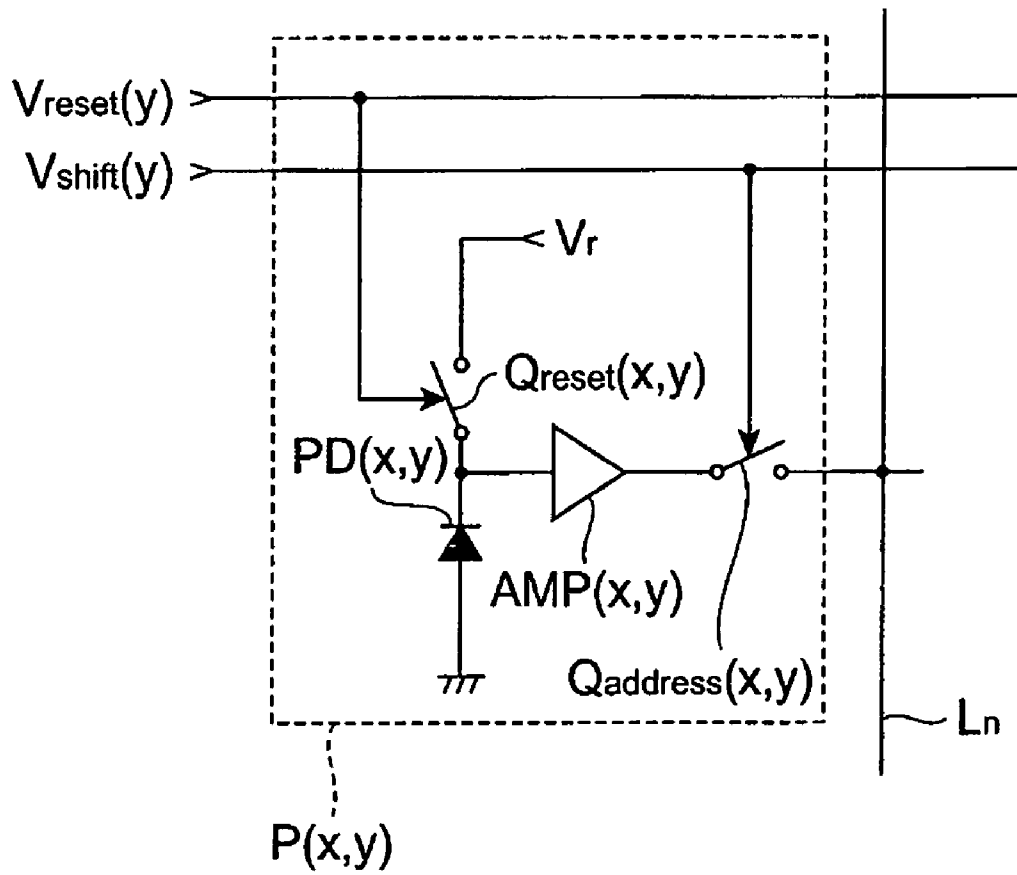 Vreset(y)
Vshift(y)
Vr
Qreset(x,y)
PD(x,y)
AMP(x,y)
Qaddress(x,y)
Ln
P(x,y)